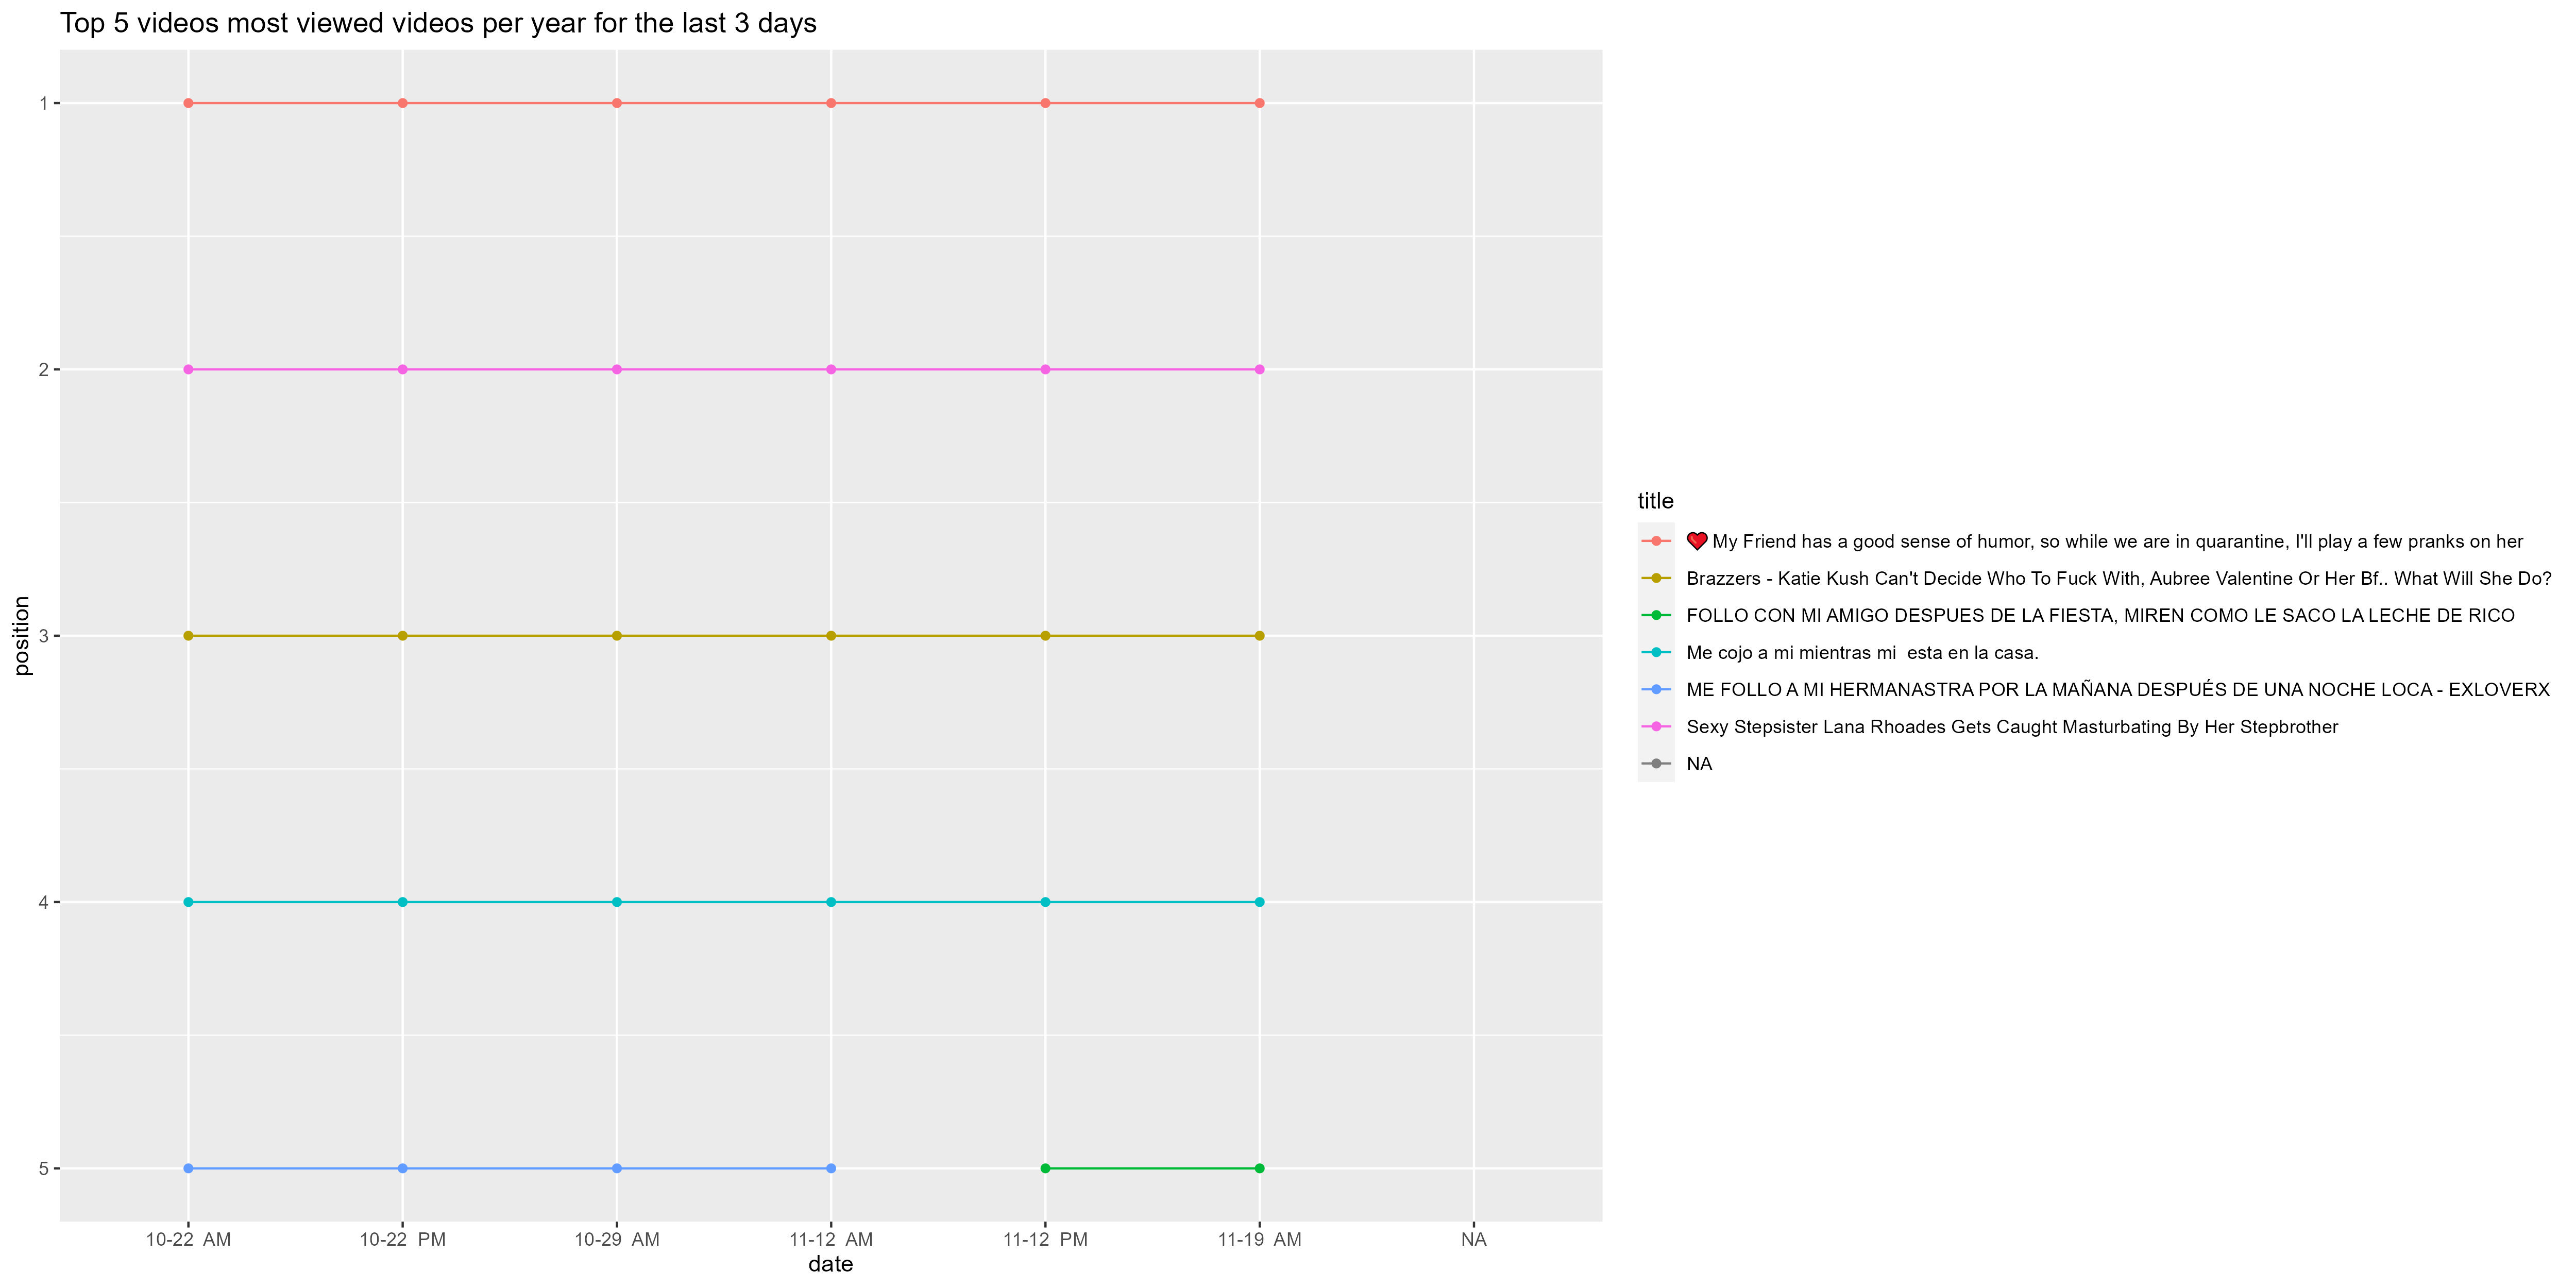 Top 5 videos most viewed videos per year for the last 3 days
position
1
2
3
4
5
10-22 AM
10-22 PM
10-29 AM
11-12 AM
11-12 PM
11-19 AM
NA
date
title
❤ My Friend has a good sense of humor, so while we are in quarantine, I'll play a few pranks on her
Brazzers - Katie Kush Can't Decide Who To Fuck With, Aubree Valentine Or Her Bf.. What Will She Do?
FOLLO CON MI AMIGO DESPUES DE LA FIESTA, MIREN COMO LE SACO LA LECHE DE RICO
Me cojo a mi mientras mi  esta en la casa.
ME FOLLO A MI HERMANASTRA POR LA MAÑANA DESPUÉS DE UNA NOCHE LOCA - EXLOVERX
Sexy Stepsister Lana Rhoades Gets Caught Masturbating By Her Stepbrother
NA